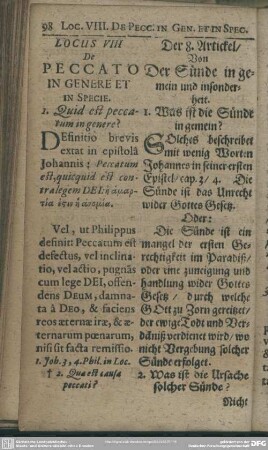 98 LOC. VIII. DE PECC. IN GEN. ET IN SPEC.
LOCUS VIII
De
PECCATO
IN GENERE ET
IN SPECIE.
1. Quid est pecca-
tum in genere?
DEfinitio brevis
extat in epistolâ
Johannis: Peccatum
est, quicquid est con-
tra legem DEI: ἡ ἁμαρ-
τία ἐςιν ἡ ἀνομία.
Vel, ut Philippus
definit: Peccatum est
defectus, vel inclina-
tio, vel actio, pugnãs
cum lege DEI, offen-
dens DEUM, damna-
ta à DEO, & faciens
reos æternæ iræ, & æ-
ternarum pœnarum,
nisi sit facta remissio.
1. Joh. 3, 4. Phil. in Loc.
† 2. Quæ est causa
peccati?
Der 8. Artickel/
Von
Der Sünde in ge-
mein und insonder-
heit.
1. Was ist die Sünde
in gemein?
SOlches beschreibet
mit wenig Worten
Johannes in seiner ersten
Epistel/ cap. 3/ 4. Die
Sünde ist das Unrecht
wider Gottes Gesetz.
Oder:
Die Sünde ist ein
mangel der ersten Ge-
rechtigkeit im Paradiß/
oder eine zuneigung und
handlung wider Gottes
Gesetz/ durch welche
GOtt zu Zorn gereitzet/
der ewige Todt und Ver-
damniß verdienet wird/ wo
nicht Vergebung solcher
Sünde erfolget.
2. Was ist die Ursache
solcher Sünde?
Nicht